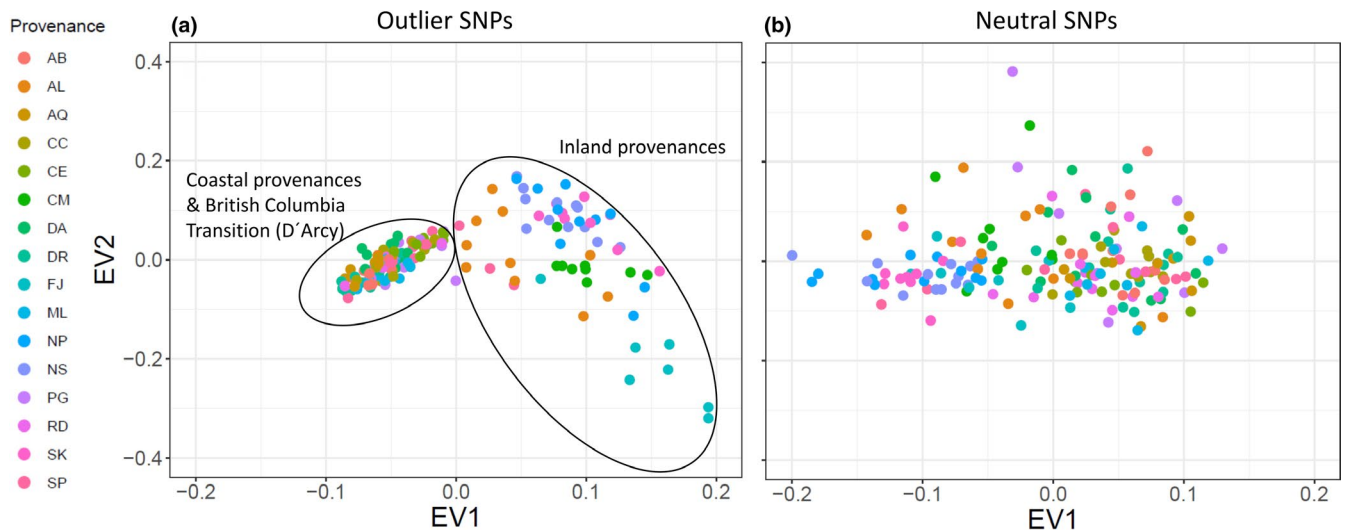 Provenance
AB
AL
AQ
CC
CE
CM
DA
DR
FJ
ML
NP
NS
PG
RD
SK
SP
(a)
Outlier SNPs
EV2
0.4
0.2
0.0
−0.2
−0.4
Coastal provenances
& British Columbia
Transition (D´Arcy)
Inland provenances
−0.2
−0.1
0.0
0.1
0.2
EV1
(b)
Neutral SNPs
−0.2
−0.1
0.0
0.1
0.2
EV1